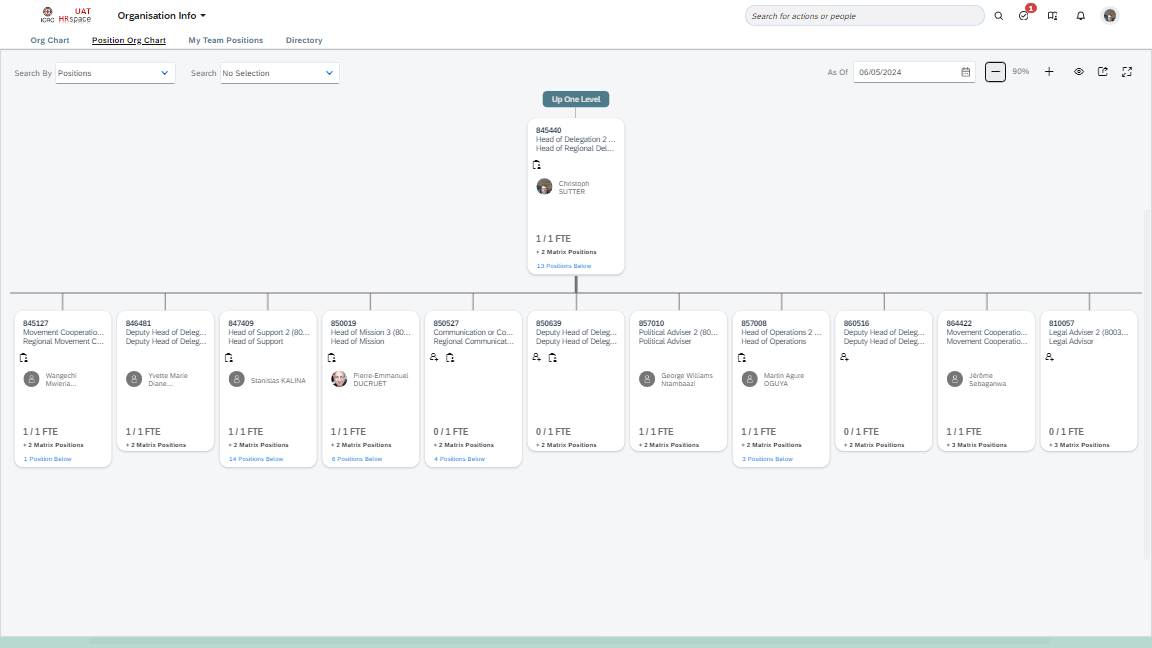 ICRC
UAT
HRspace
Organisation Info
Search for actions or people
1
Org Chart
Position Org Chart
My Team Positions
Directory
Search By
Positions
Search
No Selection
As Of
06/05/2024
90%
Up One Level
845440
Head of Delegation 2 ...
Head of Regional Del...
Christoph
SUTTER
1 / 1 FTE
+ 2 Matrix Positions
13 Positions Below
845127
Movement Cooperatio...
Regional Movement C...
Wangechi
Mwieria...
1 / 1 FTE
+ 2 Matrix Positions
1 Position Below
846481
Deputy Head of Deleg...
Deputy Head of Deleg...
Yvette Marie
Diane...
1 / 1 FTE
+ 2 Matrix Positions
847409
Head of Support 2 (80...
Head of Support
Stanislas KALINA
1 / 1 FTE
+ 2 Matrix Positions
14 Positions Below
850019
Head of Mission 3 (80...
Head of Mission
Pierre-Emmanuel
DUCRUET
1 / 1 FTE
+ 2 Matrix Positions
6 Positions Below
850527
Communication or Co...
Regional Communicat...
0 / 1 FTE
+ 2 Matrix Positions
4 Positions Below
850639
Deputy Head of Deleg...
Deputy Head of Deleg...
0 / 1 FTE
+ 2 Matrix Positions
857010
Political Adviser 2 (80...
Political Adviser
George Williams
Ntambaazi
1 / 1 FTE
+ 2 Matrix Positions
857008
Head of Operations 2 ...
Head of Operations
Martin Agure
OGUYA
1 / 1 FTE
+ 2 Matrix Positions
3 Positions Below
860516
Deputy Head of Deleg...
Deputy Head of Deleg...
0 / 1 FTE
+ 2 Matrix Positions
864422
Movement Cooperatio...
Movement Cooperatio...
Jérôme
Sebaganwa
1 / 1 FTE
+ 3 Matrix Positions
810057
Legal Adviser 2 (8003...
Legal Advisor
0 / 1 FTE
+ 3 Matrix Positions